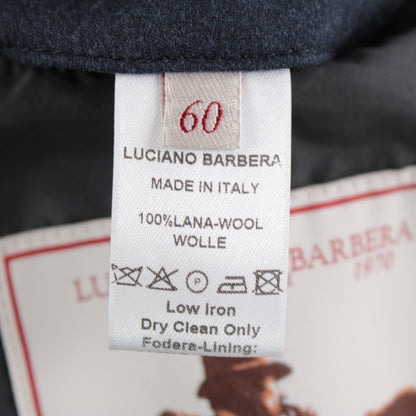 60
LUCIANO BARBERA
MADE IN ITALY
100%LANA-WOOL
WOLLE
P
Low Iron
Dry Clean Only
Fodera-Lining:
LU BARBERA
1970